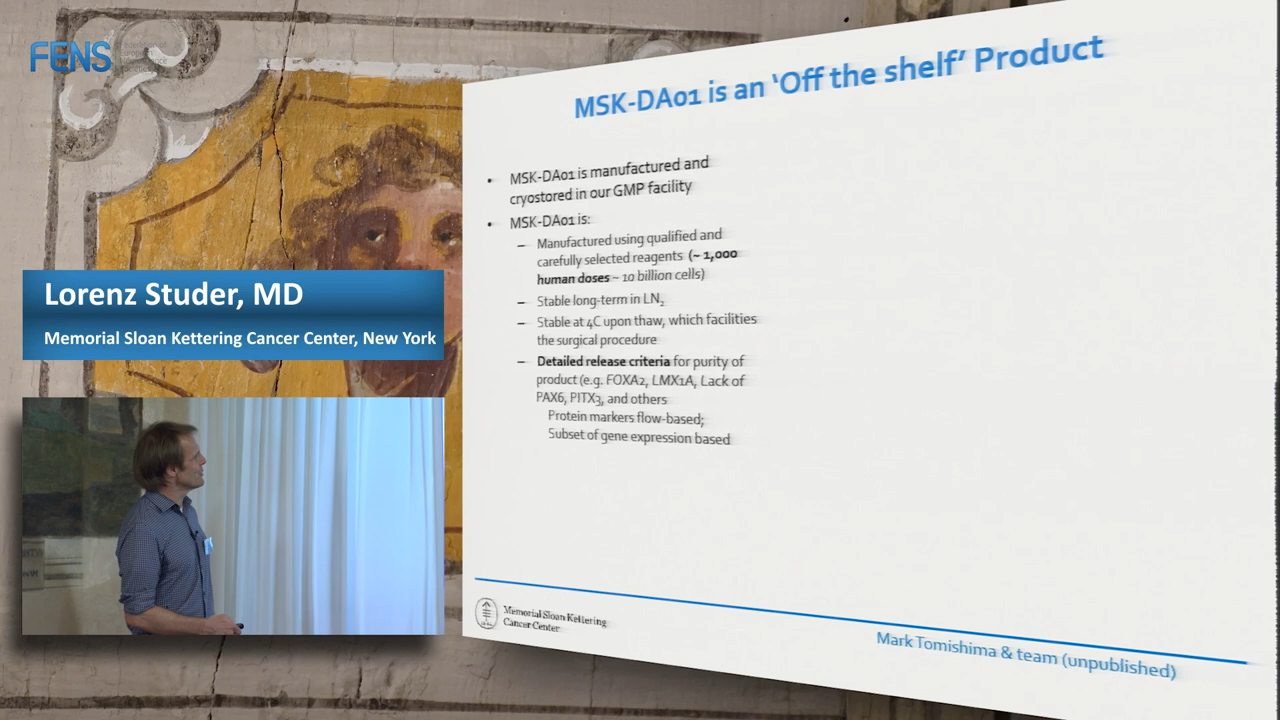 FENS
MSK-DA01 is an ‘Off the shelf’ Product
• MSK-DA01 is manufactured and
cryostored in our GMP facility
• MSK-DA01 is:
– Manufactured using qualified and
carefully selected reagents (~ 1,000
human doses ~ 10 billion cells)
– Stable long-term in LN₂
– Stable at 4C upon thaw, which facilities
the surgical procedure
– Detailed release criteria for purity of
product (e.g. FOXA2, LMX1A, Lack of
PAX6, PITX3, and others
Protein markers flow-based;
Subset of gene expression based
Memorial Sloan Kettering
Cancer Center
Mark Tomishima & team (unpublished)
Lorenz Studer, MD
Memorial Sloan Kettering Cancer Center, New York